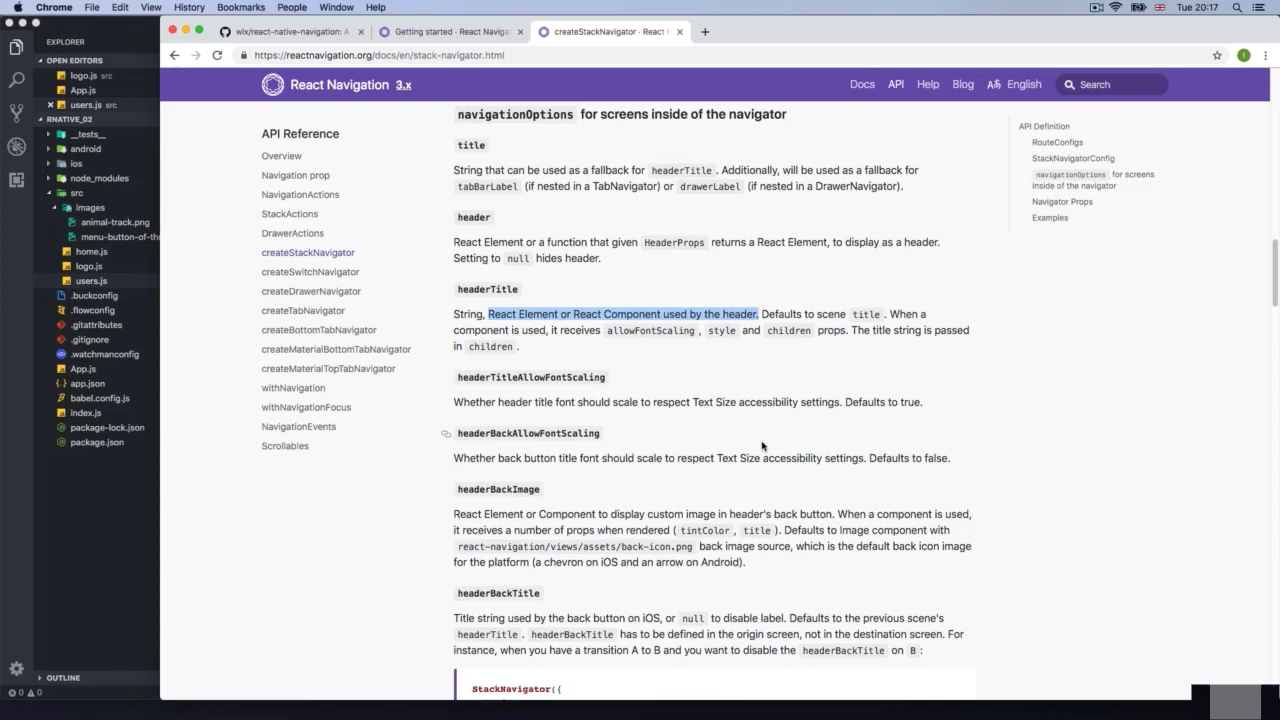 Chrome File Edit View History Bookmarks People Window Help Tue 20:17
EXPLORER
OPEN EDITORS
logo.js src
App.js
users.js src
RNATIVE_02
__tests__
android
ios
node_modules
src
images
animal-track.png
menu-button-of-th
home.js
logo.js
users.js
.buckconfig
.flowconfig
.gitattributes
.gitignore
.watchmanconfig
App.js
app.json
babel.config.js
index.js
package-lock.json
package.json
OUTLINE
0 0
wix/react-native-navigation: A Getting started · React Naviga createStackNavigator · React N
https://reactnavigation.org/docs/en/stack-navigator.html
React Navigation 3.x Docs API Help Blog English Search
API Reference
Overview
Navigation prop
NavigationActions
StackActions
DrawerActions
createStackNavigator
createSwitchNavigator
createDrawerNavigator
createTabNavigator
createBottomTabNavigator
createMaterialBottomTabNavigator
createMaterialTopTabNavigator
withNavigation
withNavigationFocus
NavigationEvents
Scrollables
navigationOptions for screens inside of the navigator
title
String that can be used as a fallback for headerTitle. Additionally, will be used as a fallback for
tabBarLabel (if nested in a TabNavigator) or drawerLabel (if nested in a DrawerNavigator).
header
React Element or a function that given HeaderProps returns a React Element, to display as a header.
Setting to null hides header.
headerTitle
String, React Element or React Component used by the header. Defaults to scene title. When a
component is used, it receives allowFontScaling, style and children props. The title string is passed
in children.
headerTitleAllowFontScaling
Whether header title font should scale to respect Text Size accessibility settings. Defaults to true.
headerBackAllowFontScaling
Whether back button title font should scale to respect Text Size accessibility settings. Defaults to false.
headerBackImage
React Element or Component to display custom image in header's back button. When a component is used,
it receives a number of props when rendered (tintColor, title). Defaults to Image component with
react-navigation/views/assets/back-icon.png back image source, which is the default back icon image
for the platform (a chevron on iOS and an arrow on Android).
headerBackTitle
Title string used by the back button on iOS, or null to disable label. Defaults to the previous scene's
headerTitle. headerBackTitle has to be defined in the origin screen, not in the destination screen. For
instance, when you have a transition A to B and you want to disable the headerBackTitle on B:
StackNavigator({
API Definition
RouteConfigs
StackNavigatorConfig
navigationOptions for screens
inside of the navigator
Navigator Props
Examples